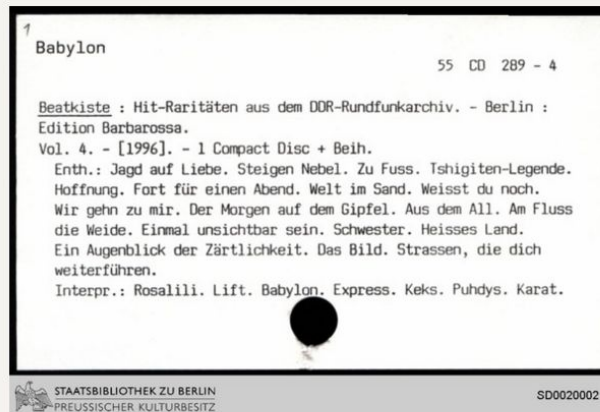 1
Babylon
55 CD 289 - 4
Beatkiste : Hit-Raritäten aus dem DDR-Rundfunkarchiv. - Berlin :
Edition Barbarossa.
Vol. 4. - [1996]. - 1 Compact Disc + Beih.
Enth.: Jagd auf Liebe. Steigen Nebel. Zu Fuss. Tshigiten-Legende.
Hoffnung. Fort für einen Abend. Welt im Sand. Weisst du noch.
Wir gehn zu mir. Der Morgen auf dem Gipfel. Aus dem All. Am Fluss
die Weide. Einmal unsichtbar sein. Schwester. Heisses Land.
Ein Augenblick der Zärtlichkeit. Das Bild. Strassen, die dich
weiterführen.
Interpr.: Rosalili. Lift. Babylon. Express. Keks. Puhdys. Karat.
STAATSBIBLIOTHEK ZU BERLIN
PREUSSISCHER KULTURBESITZ
SD0020002